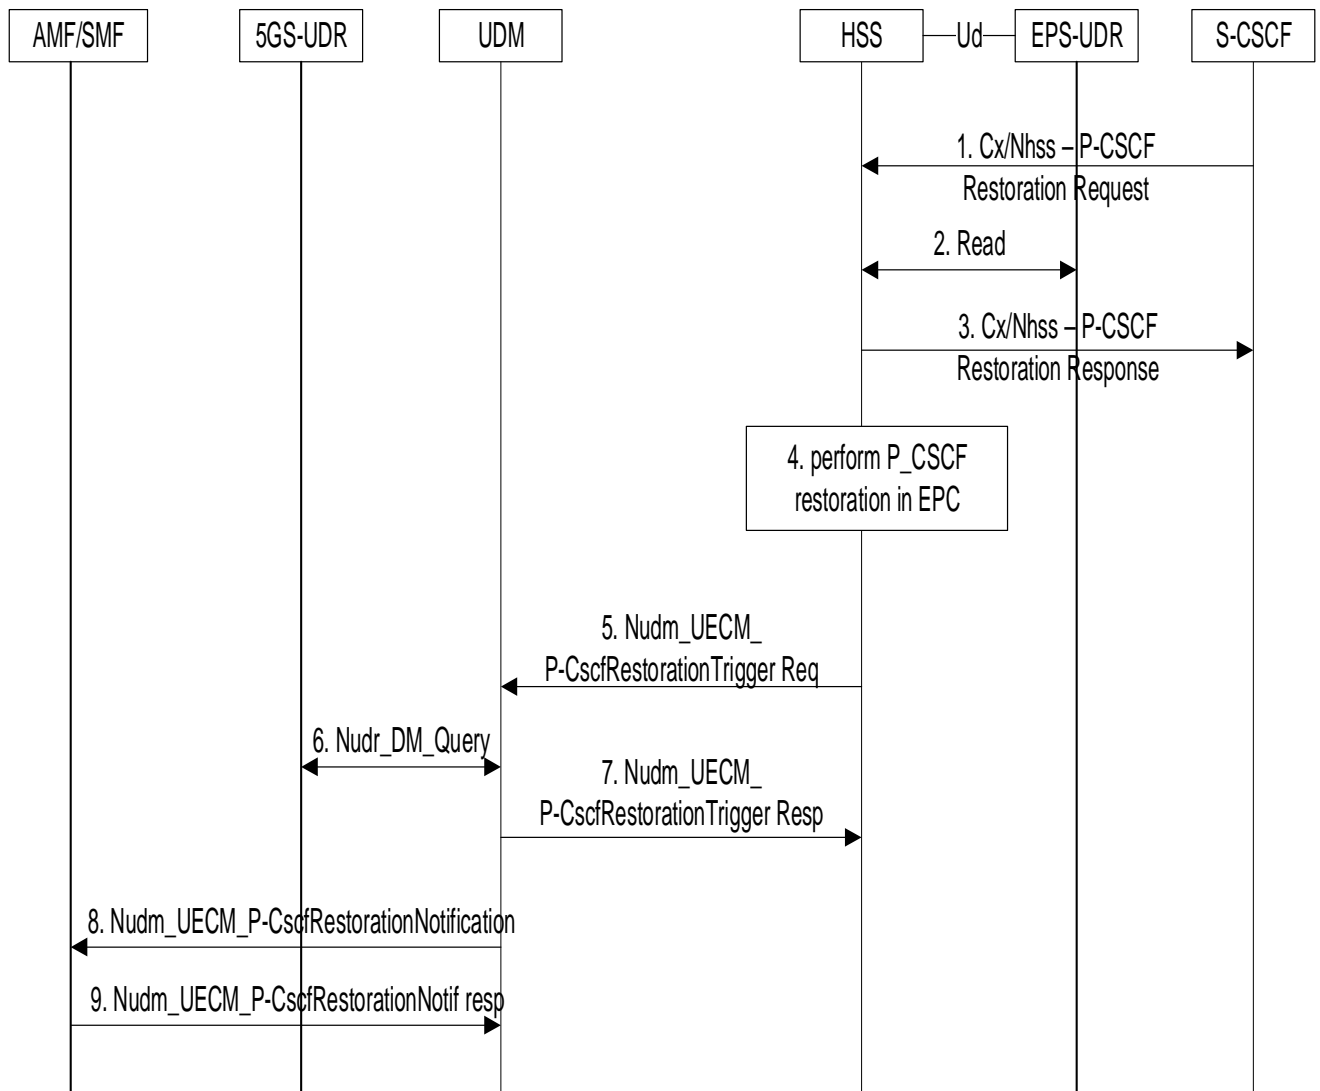 AMF/SMF
5GS-UDR
UDM
HSS
Ud
EPS-UDR
S-CSCF
1. Cx/Nhss – P-CSCF
Restoration Request
2. Read
3. Cx/Nhss – P-CSCF
Restoration Response
4. perform P_CSCF
restoration in EPC
5. Nudm_UECM_
P-CscfRestorationTrigger Req
6. Nudr_DM_Query
7. Nudm_UECM_
P-CscfRestorationTrigger Resp
8. Nudm_UECM_P-CscfRestorationNotification
9. Nudm_UECM_P-CscfRestorationNotif resp